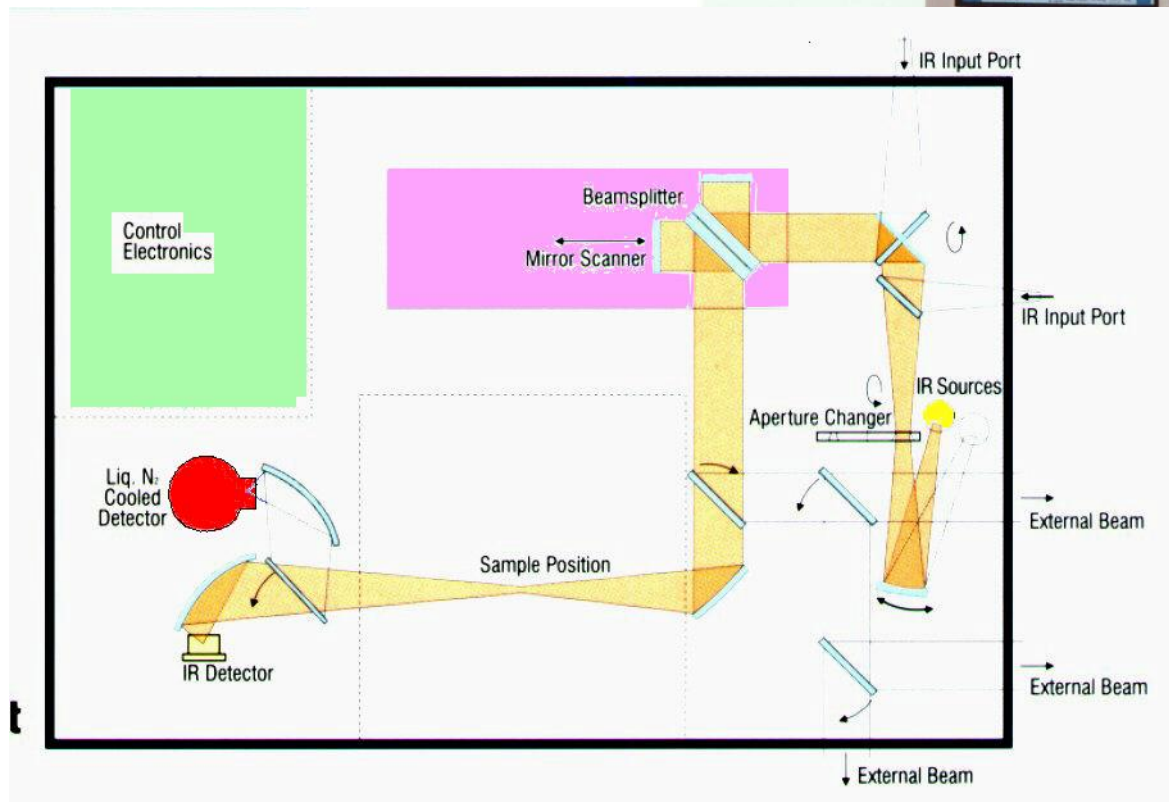 IR Input Port
Beamsplitter
Control
Electronics
Mirror Scanner
IR Input Port
IR Sources
Aperture Changer
Liq. N₂
Cooled
Detector
External Beam
Sample Position
IR Detector
External Beam
t
External Beam